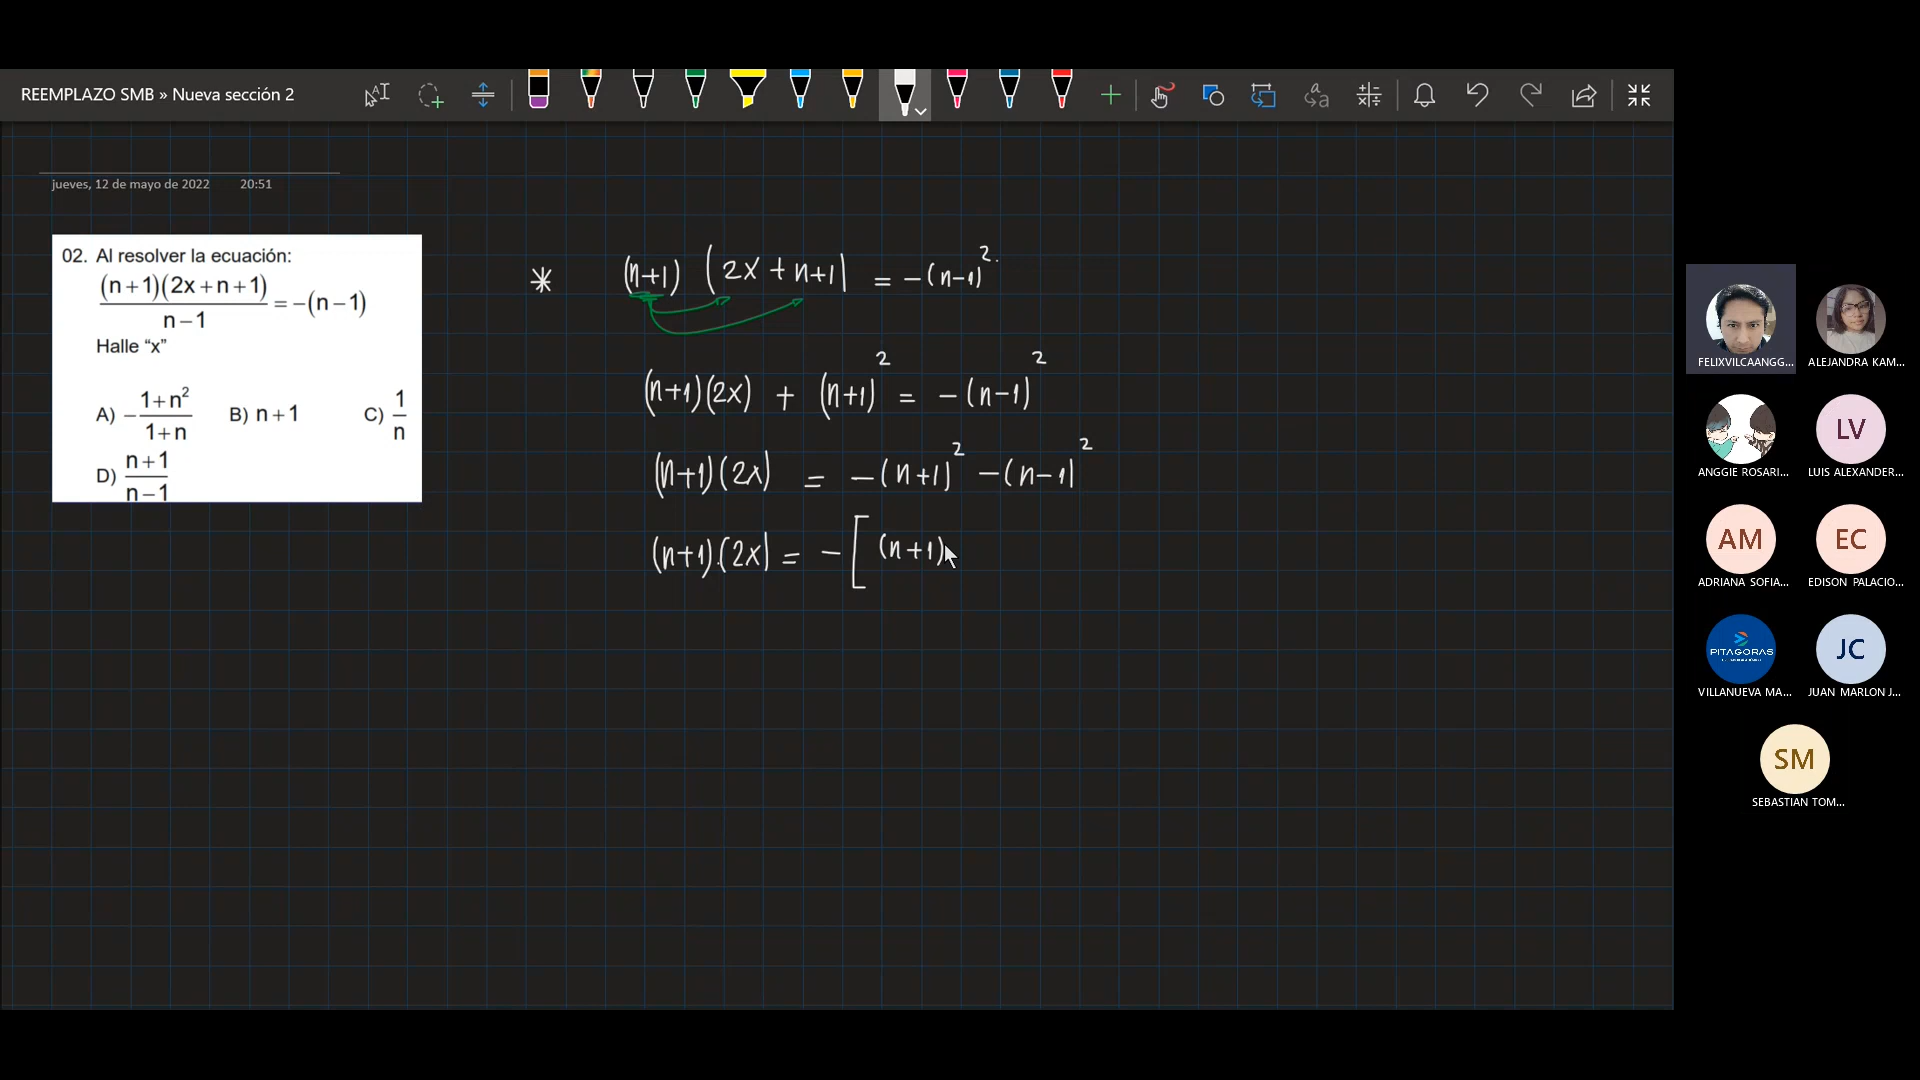 REEMPLAZO SMB » Nueva sección 2
jueves, 12 de mayo de 2022 20:51
02. Al resolver la ecuación:
(n+1)(2x+n+1)/(n−1) = −(n−1)
Halle “x”
A) −(1+n²)/(1+n) B) n+1 C) 1/n
D) (n+1)/(n−1)
* (n+1) (2x+n+1) = −(n−1)².
(n+1)(2x) + (n+1)² = −(n−1)²
(n+1)(2x) = −(n+1)² −(n−1)²
(n+1).(2x) = −[ (n+1)
FELIXVILCAANGG...
ALEJANDRA KAM...
ANGGIE ROSARI...
LV
LUIS ALEXANDER...
AM
ADRIANA SOFIA...
EC
EDISON PALACIO...
PITAGORAS
VILLANUEVA MA...
JC
JUAN MARLON J...
SM
SEBASTIAN TOM...